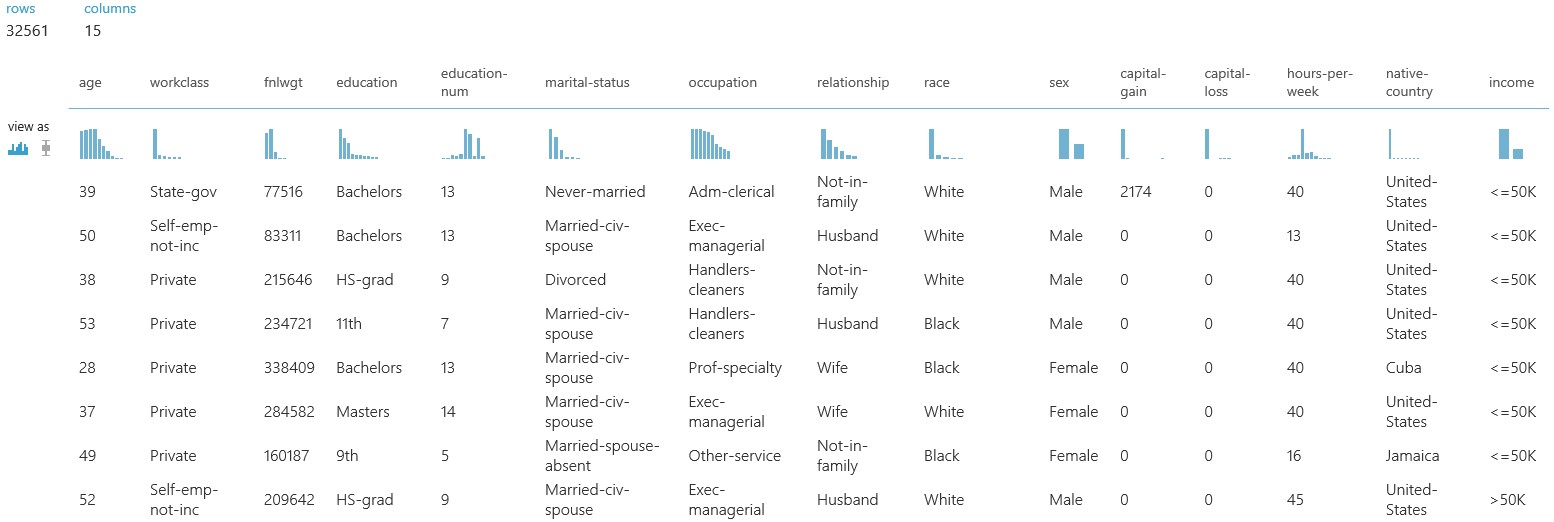 rows columns
32561 15
age workclass fnlwgt education education-num marital-status occupation relationship race sex capital-gain capital-loss hours-per-week native-country income
view as
39 State-gov 77516 Bachelors 13 Never-married Adm-clerical Not-in-family White Male 2174 0 40 United-States <=50K
50 Self-emp-not-inc 83311 Bachelors 13 Married-civ-spouse Exec-managerial Husband White Male 0 0 13 United-States <=50K
38 Private 215646 HS-grad 9 Divorced Handlers-cleaners Not-in-family White Male 0 0 40 United-States <=50K
53 Private 234721 11th 7 Married-civ-spouse Handlers-cleaners Husband Black Male 0 0 40 United-States <=50K
28 Private 338409 Bachelors 13 Married-civ-spouse Prof-specialty Wife Black Female 0 0 40 Cuba <=50K
37 Private 284582 Masters 14 Married-civ-spouse Exec-managerial Wife White Female 0 0 40 United-States <=50K
49 Private 160187 9th 5 Married-spouse-absent Other-service Not-in-family Black Female 0 0 16 Jamaica <=50K
52 Self-emp-not-inc 209642 HS-grad 9 Married-civ-spouse Exec-managerial Husband White Male 0 0 45 United-States >50K